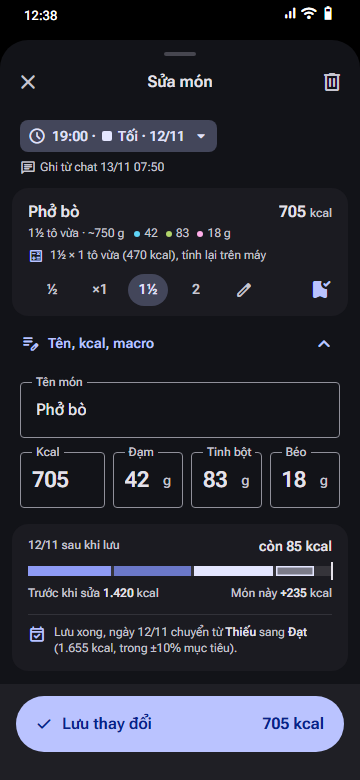 12:38
Sửa món
19:00 · Tối · 12/11
Ghi từ chat 13/11 07:50
Phở bò 705 kcal
1½ tô vừa · ~750 g 42 83 18 g
1½ × 1 tô vừa (470 kcal), tính lại trên máy
½ ×1 1½ 2
Tên, kcal, macro
Tên món
Phở bò
Kcal Đạm Tinh bột Béo
705 42 g 83 g 18 g
12/11 sau khi lưu còn 85 kcal
Trước khi sửa 1.420 kcal Món này +235 kcal
Lưu xong, ngày 12/11 chuyển từ Thiếu sang Đạt
(1.655 kcal, trong ±10% mục tiêu).
Lưu thay đổi 705 kcal